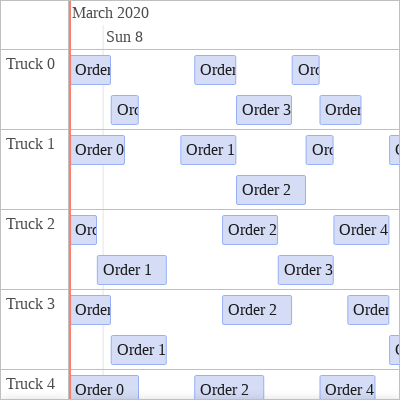 March 2020
Sun 8
Truck 0
Order Order Orc
Orc Order 3 Order
Truck 1
Order 0 Order 1 Orc
Order 2
Truck 2
Orc Order 2 Order 4
Order 1 Order 3
Truck 3
Order Order 2 Order
Order 1
Truck 4
Order 0 Order 2 Order 4